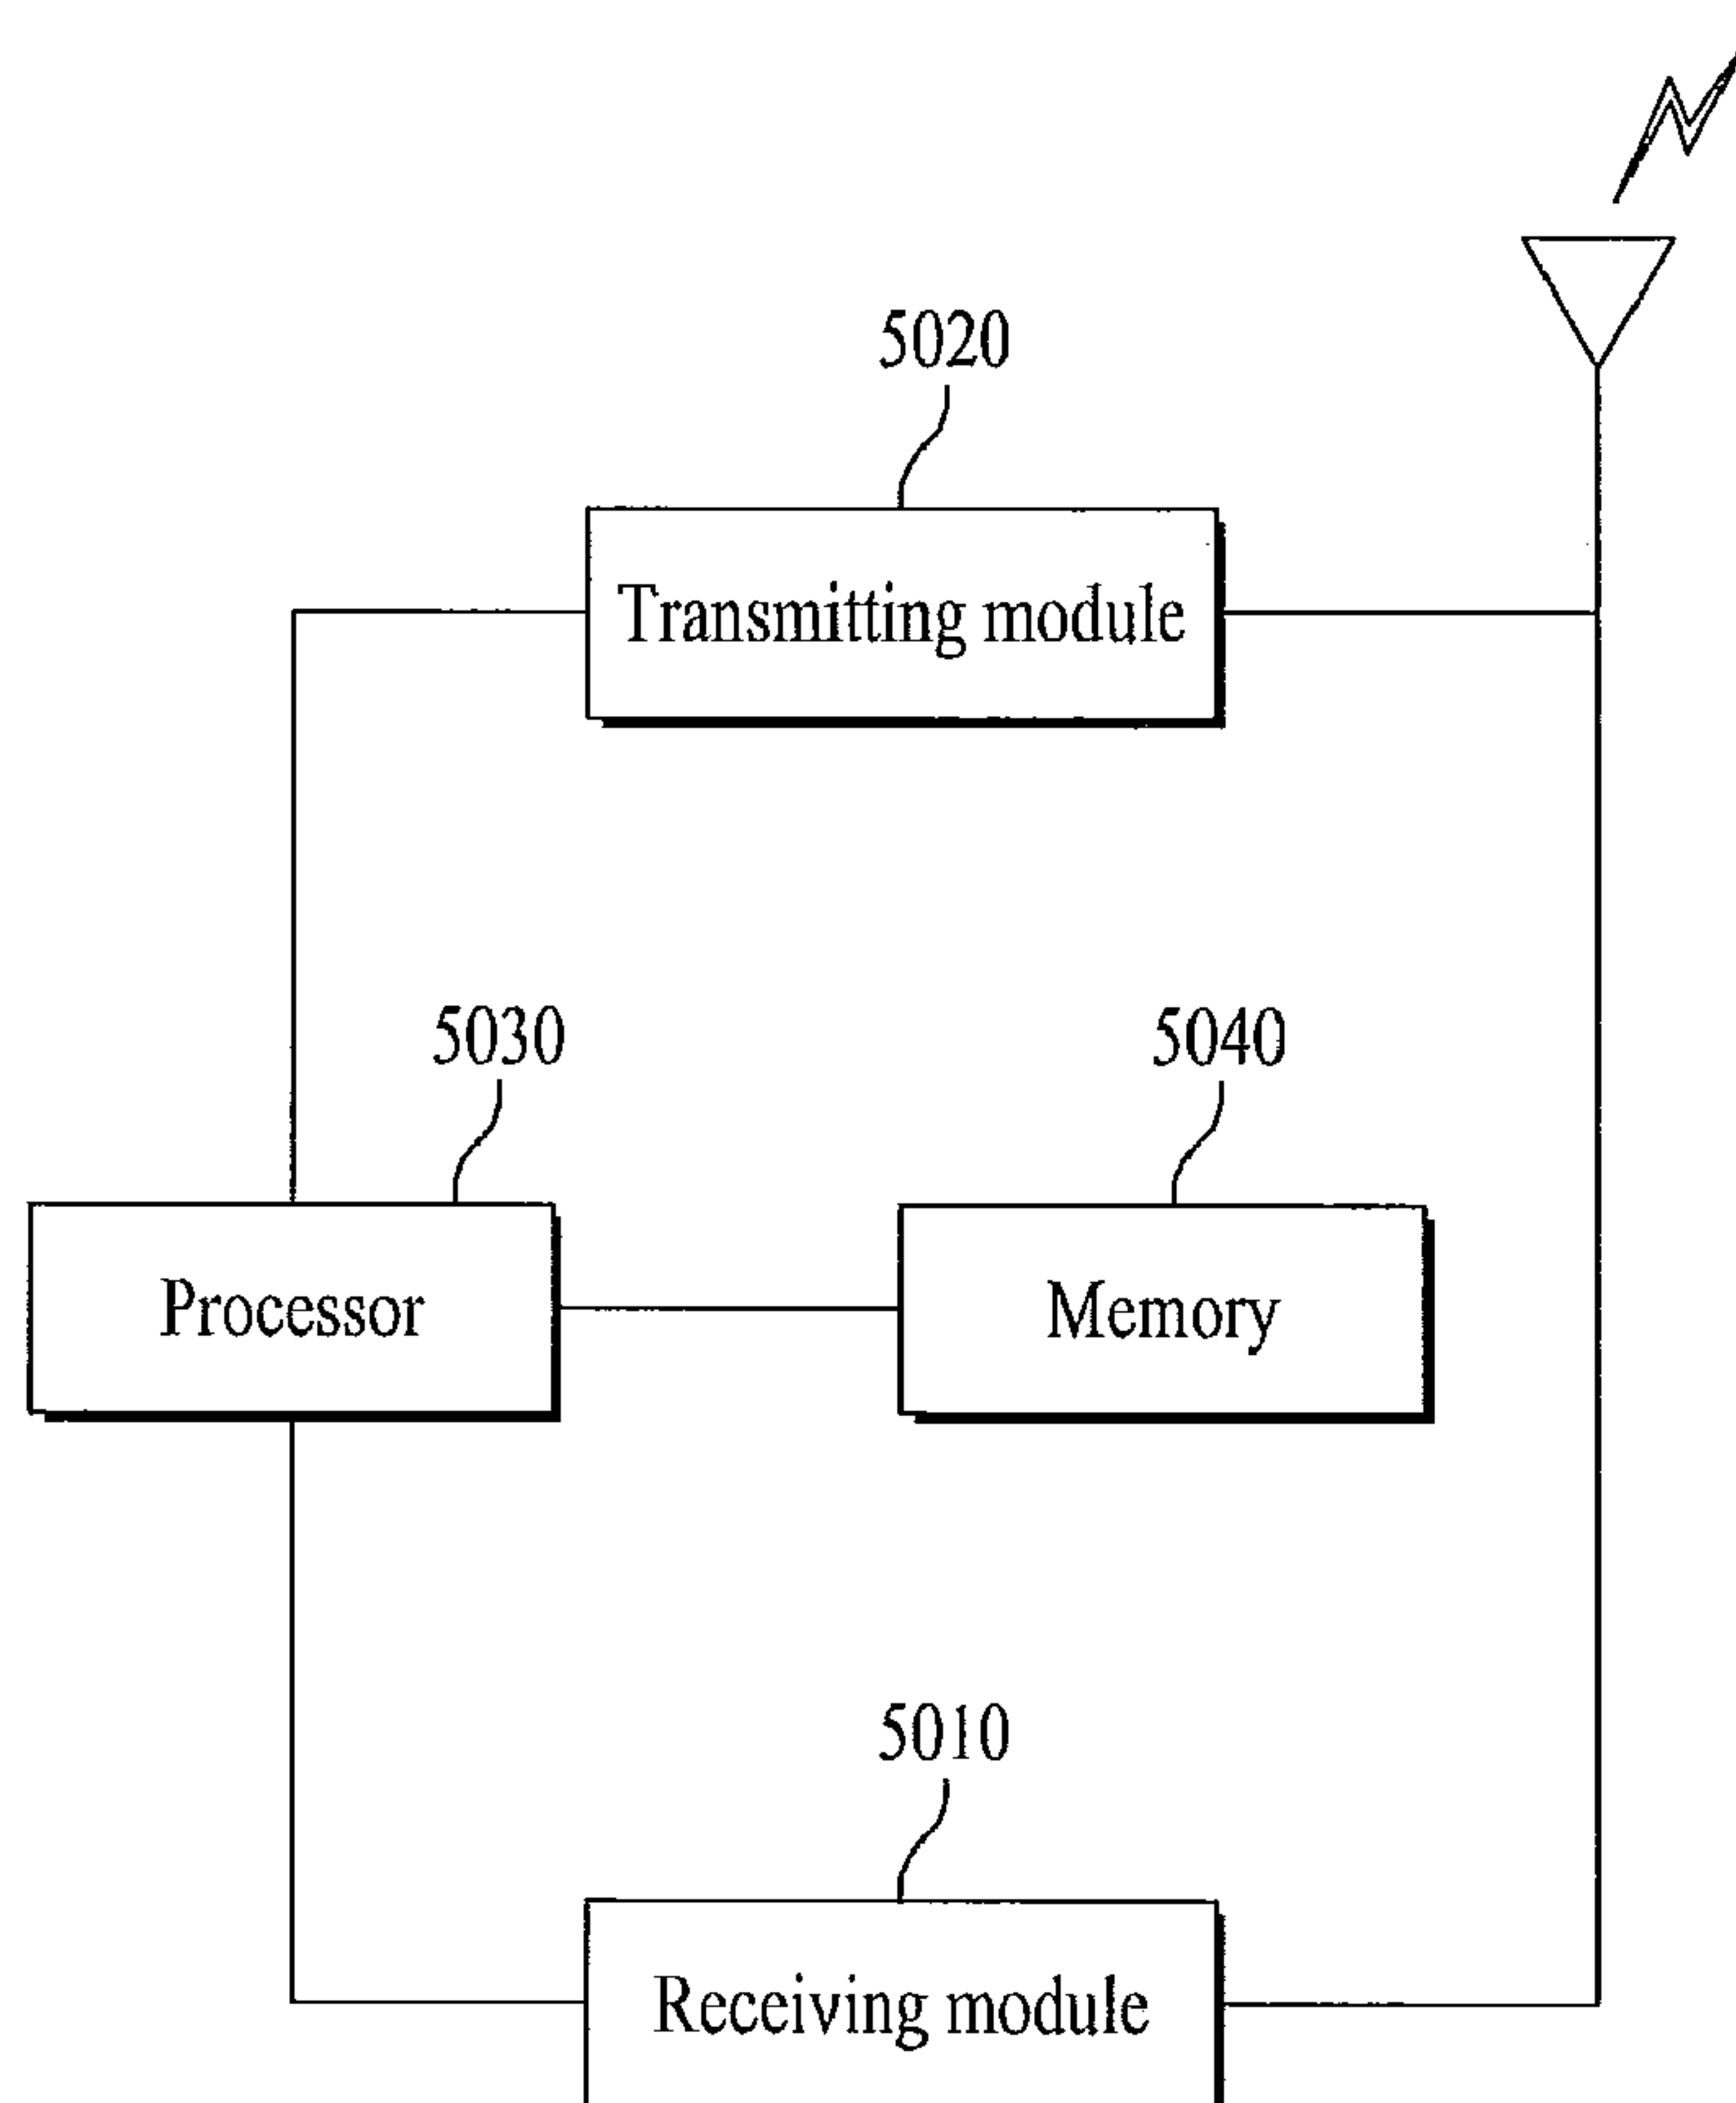 5020
Transmitting module
5030
5040
Processor
Memory
5010
Receiving module